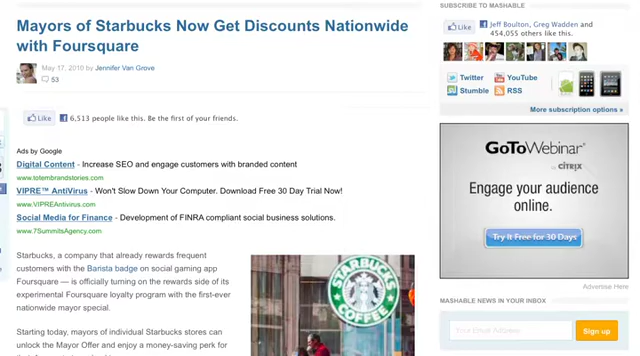 Mayors of Starbucks Now Get Discounts Nationwide
with Foursquare
May 17, 2010 by Jennifer Van Grove
53
Like 6,513 people like this. Be the first of your friends.
Ads by Google
Digital Content - Increase SEO and engage customers with branded content
www.totembrandstories.com
VIPRE™ AntiVirus - Won't Slow Down Your Computer. Download Free 30 Day Trial Now!
www.VIPREAntivirus.com
Social Media for Finance - Development of FINRA compliant social business solutions.
www.7SummitsAgency.com
Starbucks, a company that already rewards frequent
customers with the Barista badge on social gaming app
Foursquare — is officially turning on the rewards side of its
experimental Foursquare loyalty program with the first-ever
nationwide mayor special.
Starting today, mayors of individual Starbucks stores can
unlock the Mayor Offer and enjoy a money-saving perk for
STARBUCKS
COFFEE
SUBSCRIBE TO MASHABLE
Like Jeff Boulton, Greg Wadden and
454,055 others like this.
Twitter YouTube
Stumble RSS
More subscription options »
GoToWebinar
by CITRIX
Engage your audience
online.
Try It Free for 30 Days
Advertise Here
MASHABLE NEWS IN YOUR INBOX
Your Email Address
Sign up